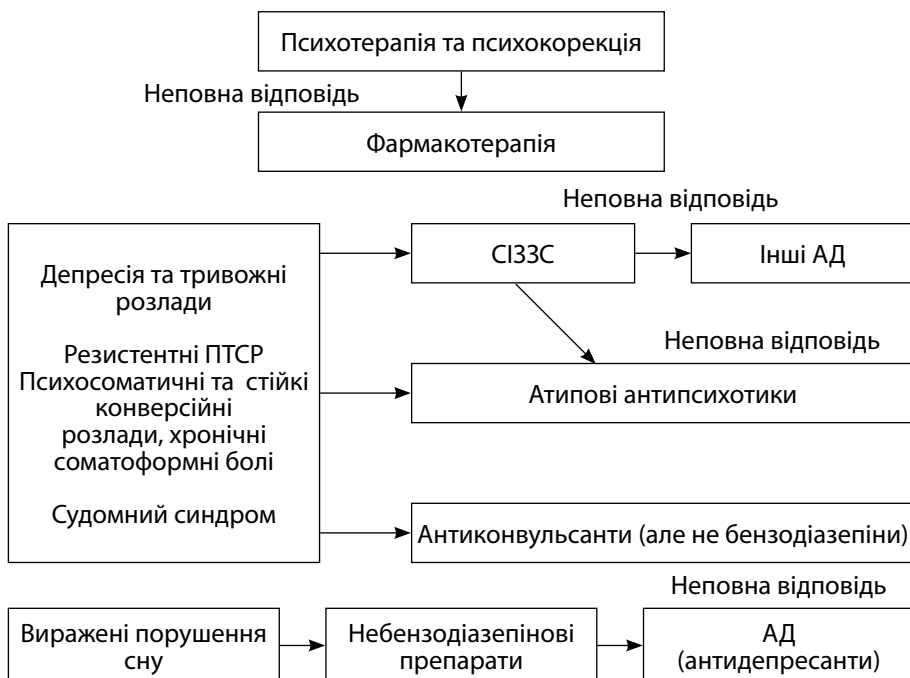 Психотерапія та психокорекція
Неповна відповідь
Фармакотерапія
Неповна відповідь
Депресія та тривожні
розлади
Резистентні ПТСР
Психосоматичні та стійкі
конверсійні
розлади, хронічні
соматоформні болі
Судомний синдром
СІЗЗС
Інші АД
Неповна відповідь
Атипові антипсихотики
Антиконвульсанти (але не бензодіазепіни)
Неповна відповідь
Виражені порушення
сну
Небензодіазепінові
препарати
АД
(антидепресанти)